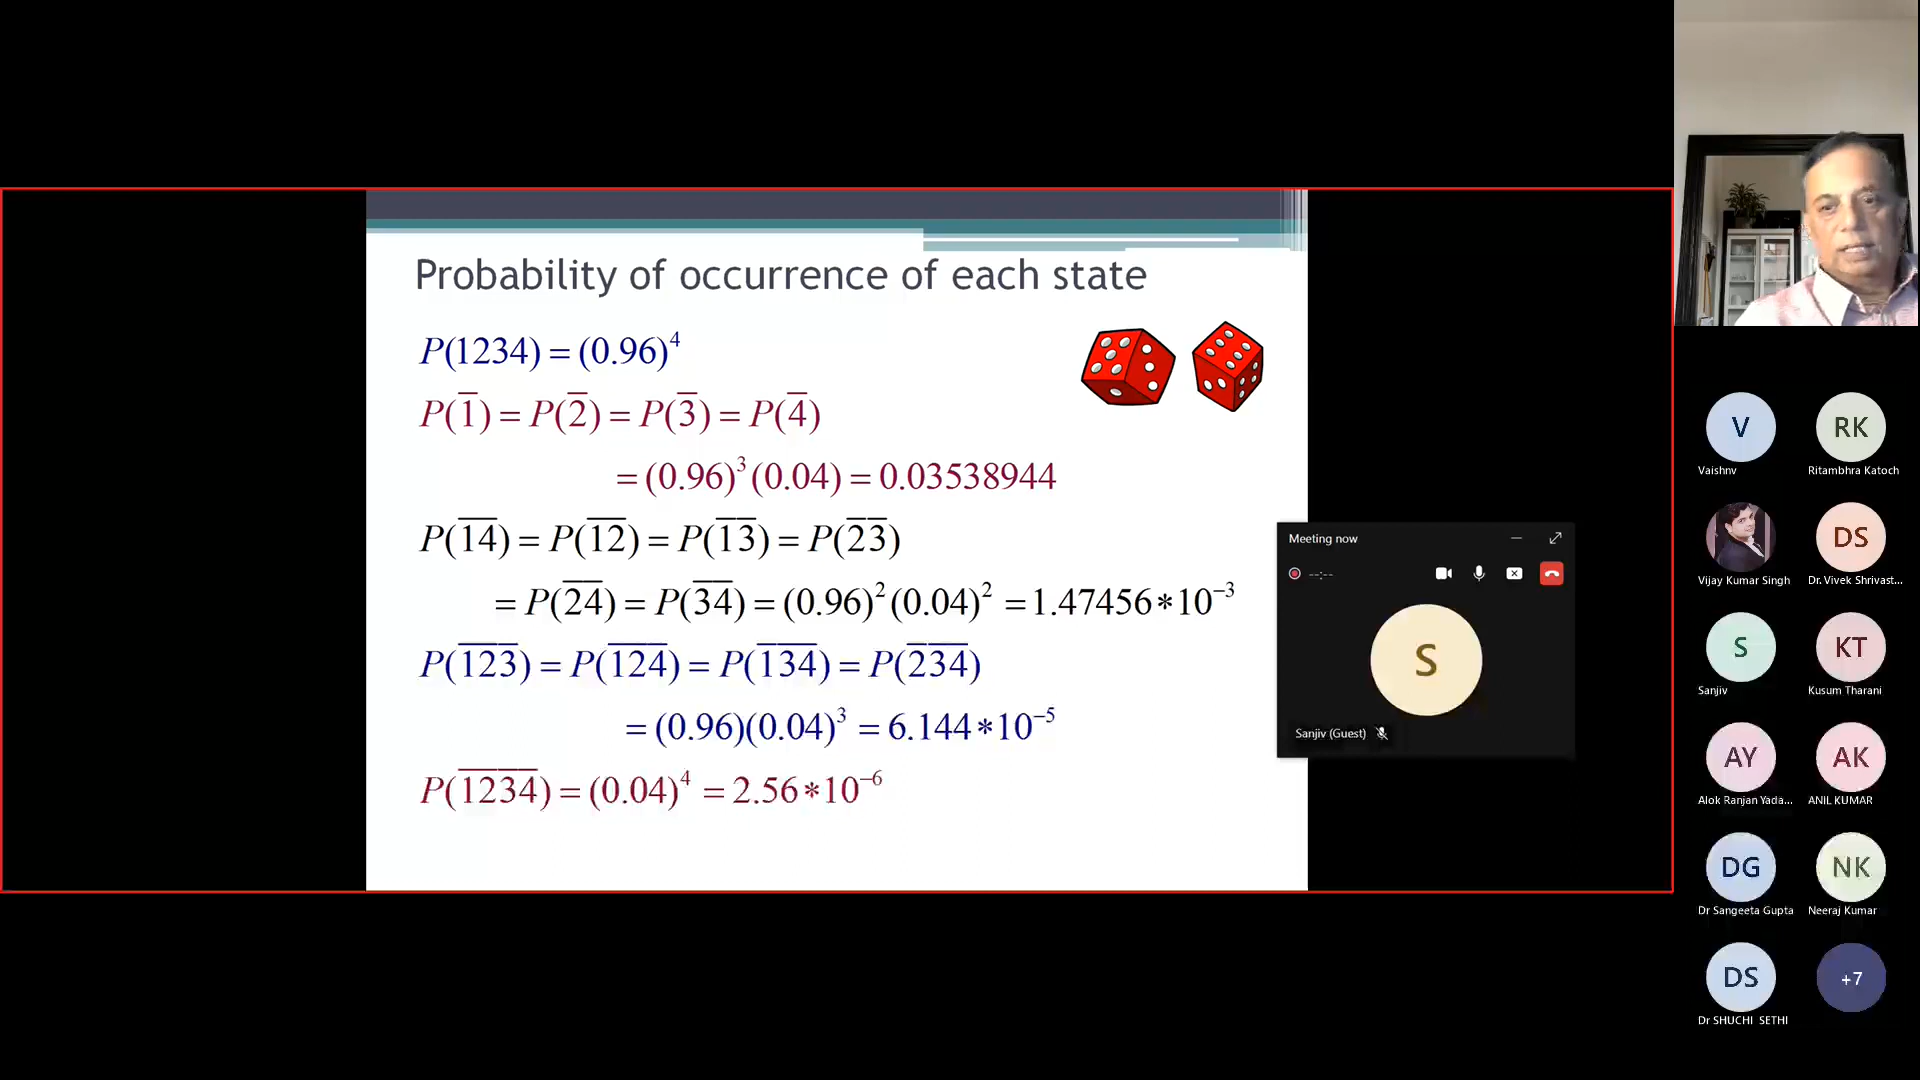 Probability of occurrence of each state
P(1234) = (0.96)⁴
P(1̅) = P(2̅) = P(3̅) = P(4̅)
= (0.96)³(0.04) = 0.03538944
P(1̅4̅) = P(1̅2̅) = P(1̅3̅) = P(2̅3̅)
= P(2̅4̅) = P(3̅4̅) = (0.96)²(0.04)² = 1.47456*10⁻³
P(1̅2̅3̅) = P(1̅2̅4̅) = P(1̅3̅4̅) = P(2̅3̅4̅)
= (0.96)(0.04)³ = 6.144*10⁻⁵
P(1̅2̅3̅4̅) = (0.04)⁴ = 2.56*10⁻⁶
Meeting now
--:--
S
Sanjiv (Guest)
V RK
Vaishnv Ritambhra Katoch
DS
Vijay Kumar Singh Dr. Vivek Shrivast...
S KT
Sanjiv Kusum Tharani
AY AK
Alok Ranjan Yada... ANIL KUMAR
DG NK
Dr Sangeeta Gupta Neeraj Kumar
DS +7
Dr SHUCHI SETHI